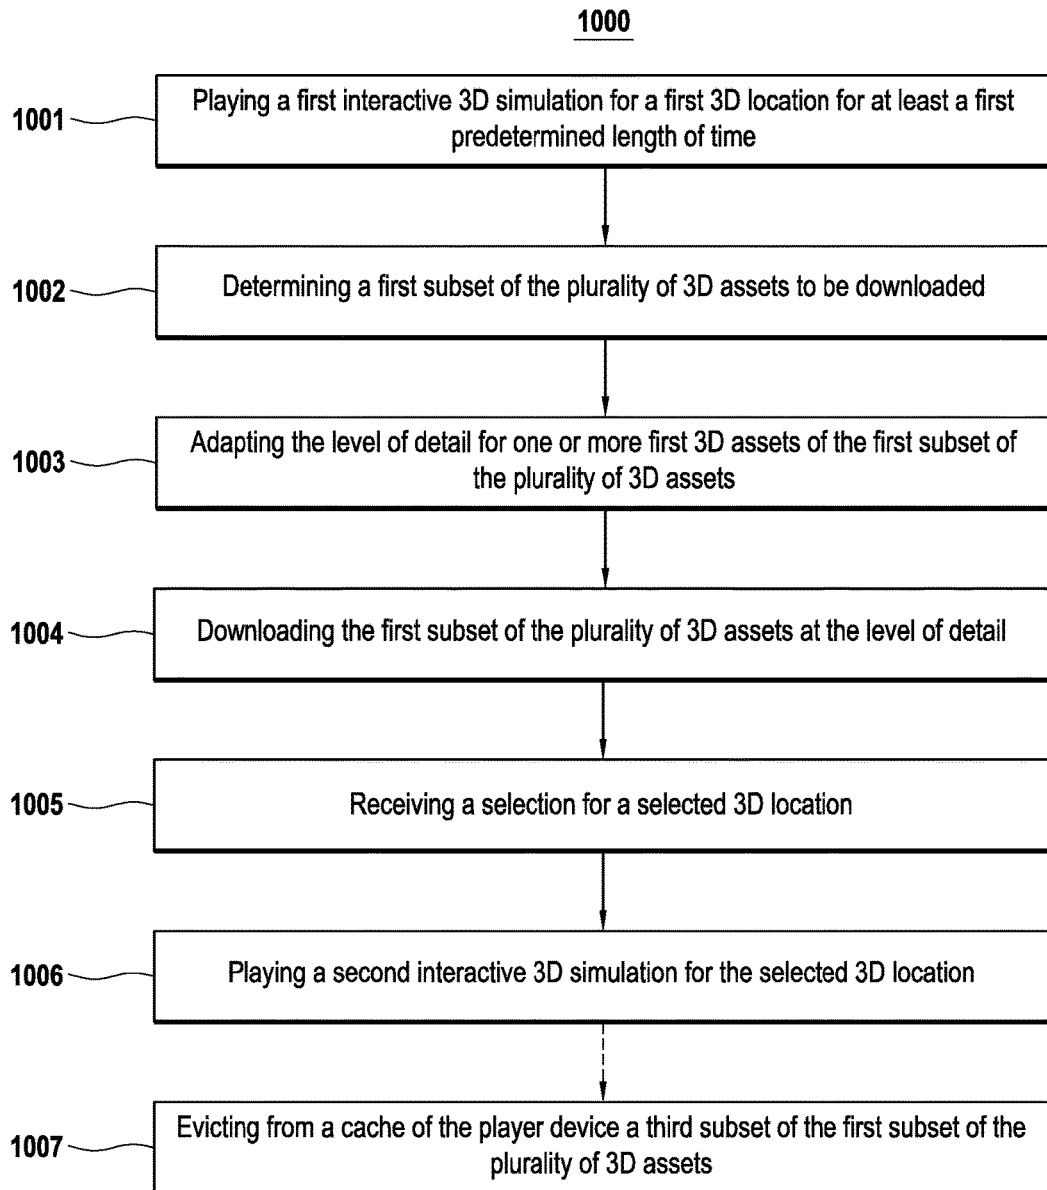 1000
1001
Playing a first interactive 3D simulation for a first 3D location for at least a first
predetermined length of time
1002
Determining a first subset of the plurality of 3D assets to be downloaded
1003
Adapting the level of detail for one or more first 3D assets of the first subset of
the plurality of 3D assets
1004
Downloading the first subset of the plurality of 3D assets at the level of detail
1005
Receiving a selection for a selected 3D location
1006
Playing a second interactive 3D simulation for the selected 3D location
1007
Evicting from a cache of the player device a third subset of the first subset of the
plurality of 3D assets